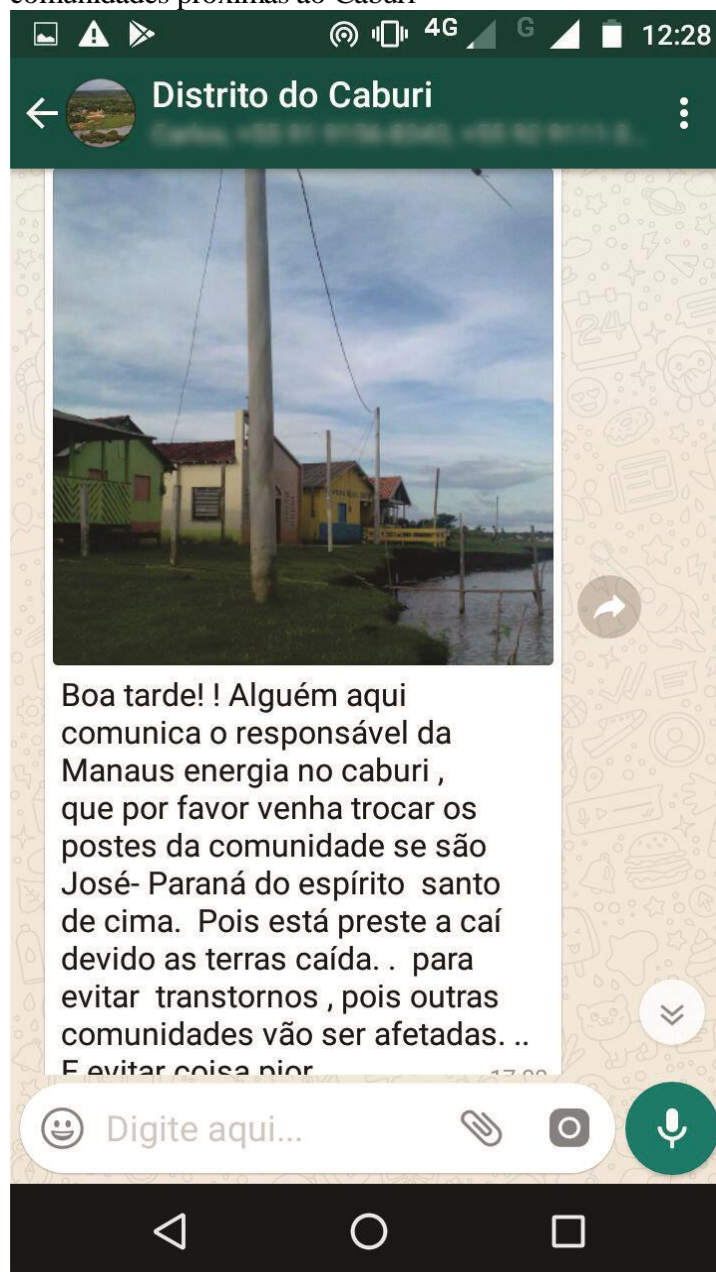 comunidades próximas ao Caburi
4G
G
12:28
Distrito do Caburi
24
Boa tarde! ! Alguém aqui
comunica o responsável da
Manaus energia no caburi ,
que por favor venha trocar os
postes da comunidade se são
José- Paraná do espírito  santo
de cima.  Pois está preste a caí
devido as terras caída. .  para
evitar  transtornos , pois outras
comunidades vão ser afetadas. ..
E evitar coisa pior
Digite aqui...